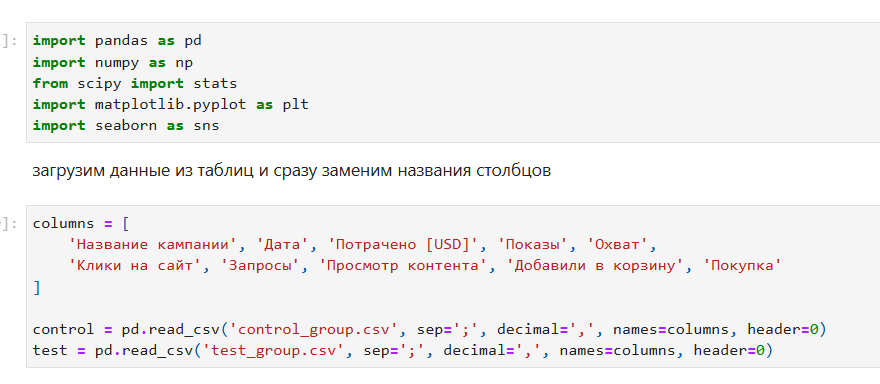 ]:
import pandas as pd
import numpy as np
from scipy import stats
import matplotlib.pyplot as plt
import seaborn as sns
загрузим данные из таблиц и сразу заменим названия столбцов
]:
columns = [
    'Название кампании', 'Дата', 'Потрачено [USD]', 'Показы', 'Охват',
    'Клики на сайт', 'Запросы', 'Просмотр контента', 'Добавили в корзину', 'Покупка'
]
control = pd.read_csv('control_group.csv', sep=';', decimal=',', names=columns, header=0)
test = pd.read_csv('test_group.csv', sep=';', decimal=',', names=columns, header=0)